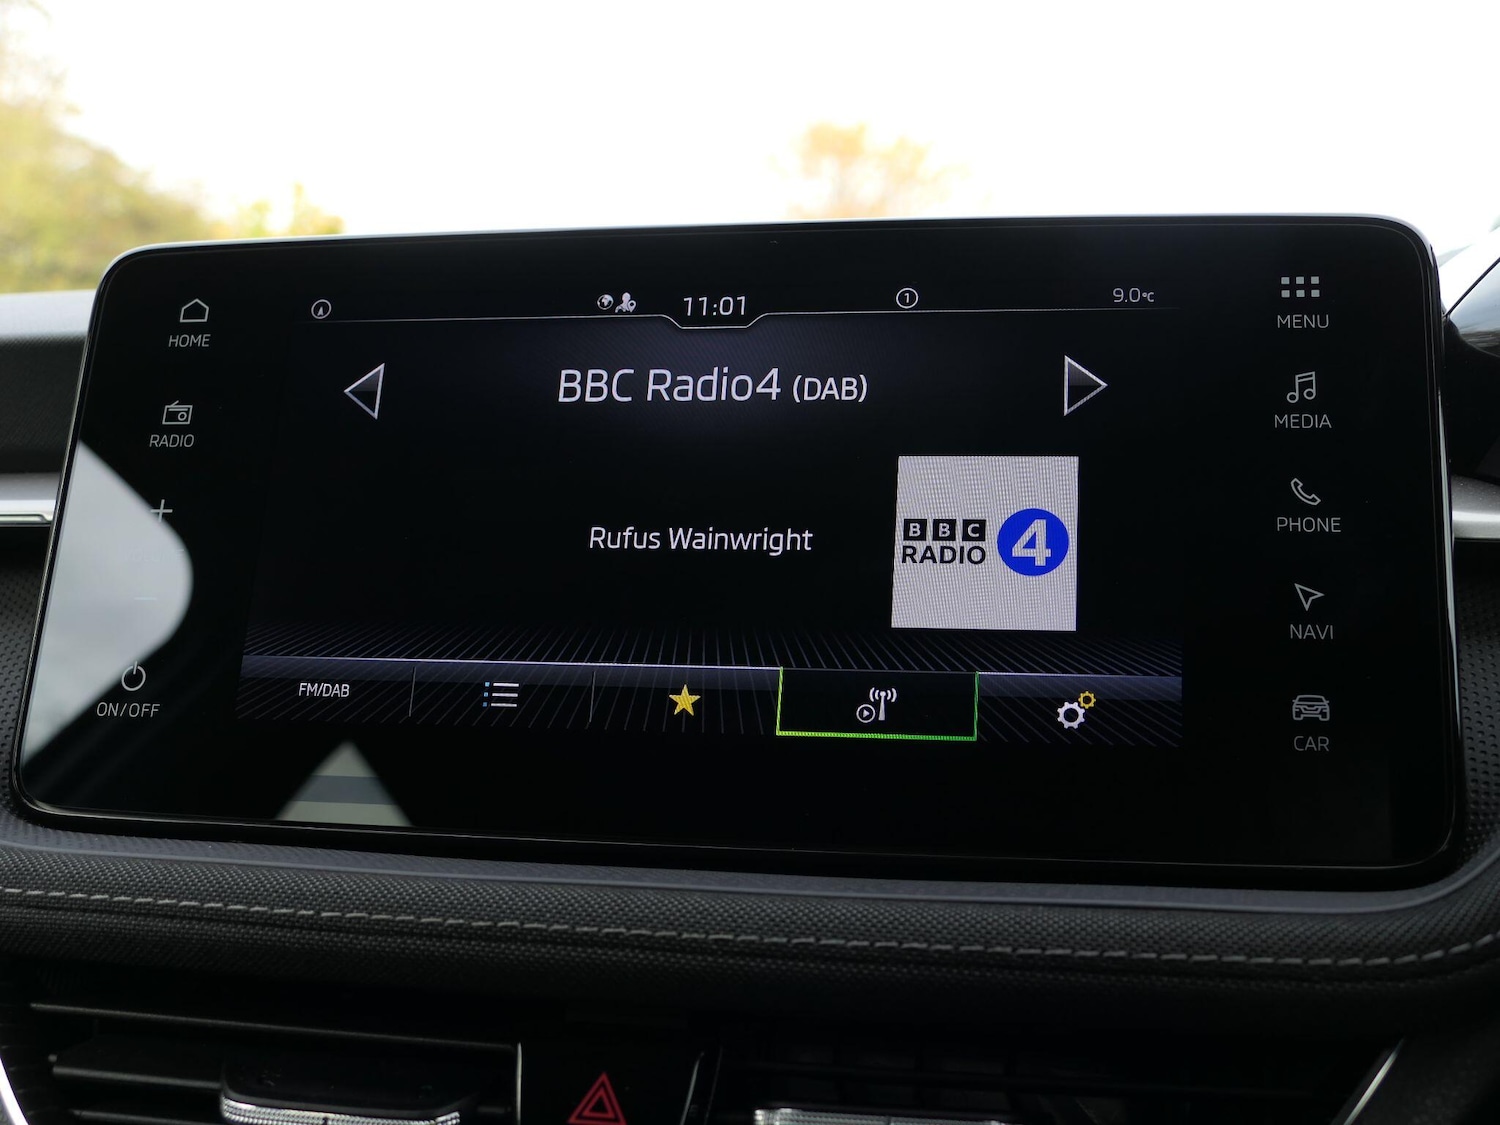 HOME
RADIO
ON/OFF
11:01
1
9.0°C
BBC Radio4 (DAB)
Rufus Wainwright
BBC
RADIO 4
FM/DAB
MENU
MEDIA
PHONE
NAVI
CAR